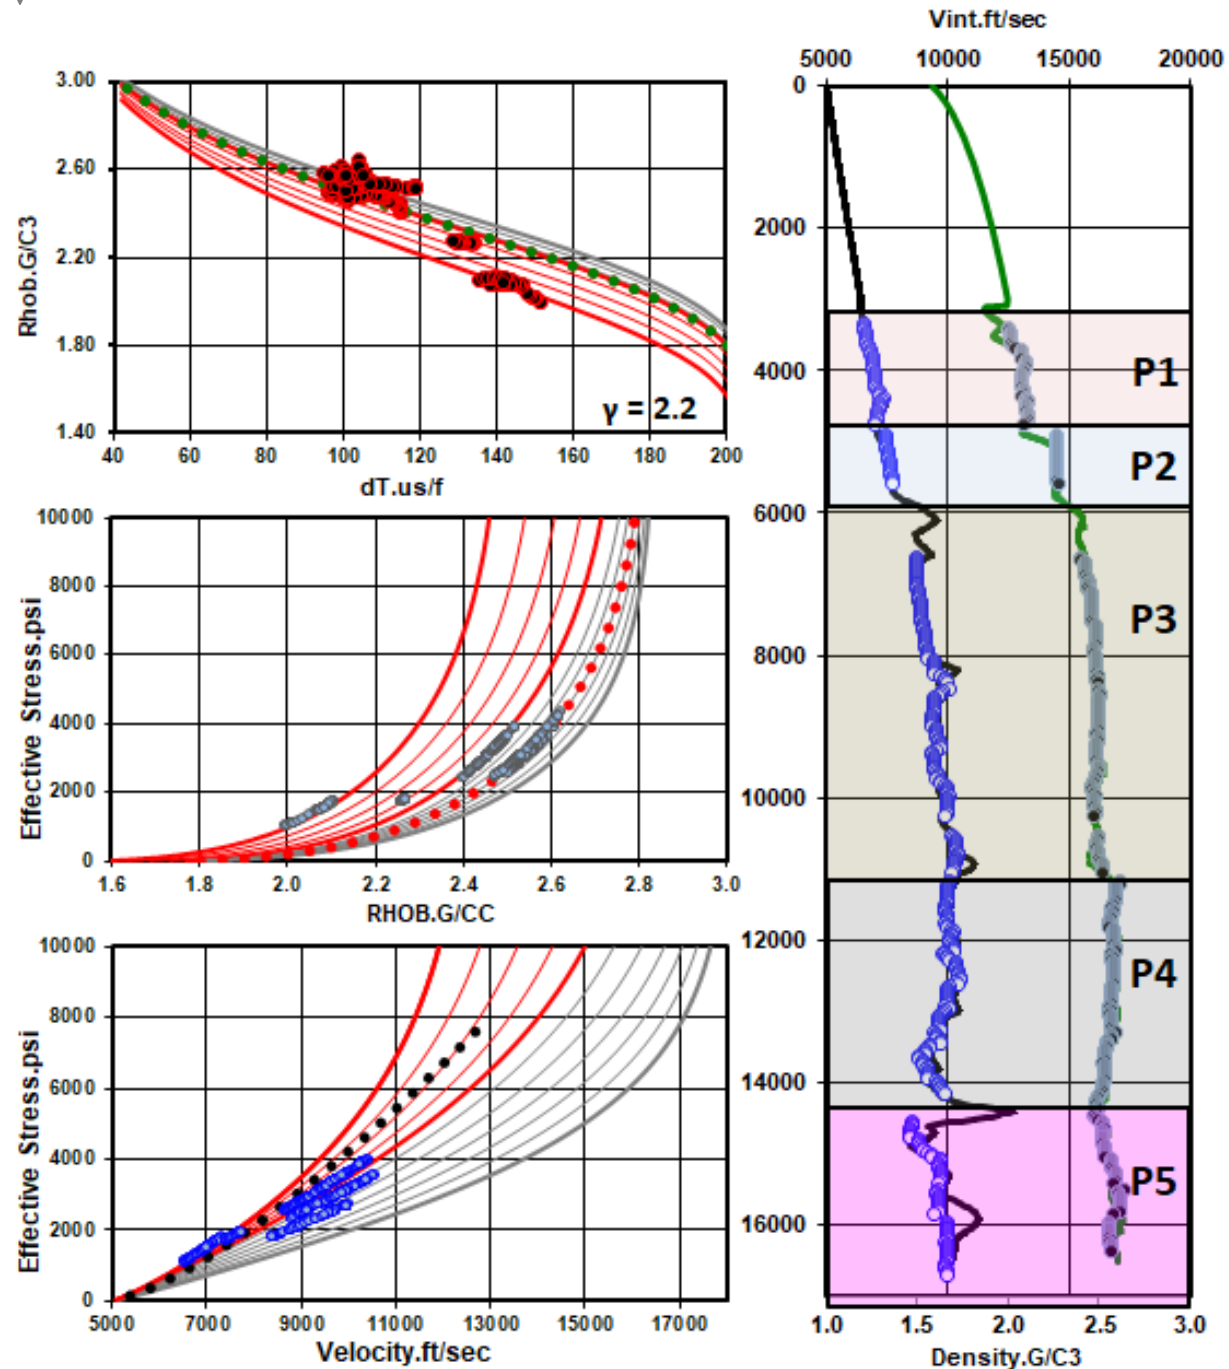 Vint.ft/sec
5000 10000 15000 20000
3.00
2.60
2.20
1.80
1.40
Rhob.G/C3
γ = 2.2
40 60 80 100 120 140 160 180 200
dT.us/f
10000
8000
6000
4000
2000
0
Effective Stress.psi
1.6 1.8 2.0 2.2 2.4 2.6 2.8 3.0
RHOB.G/CC
10000
8000
6000
4000
2000
0
Effective Stress.psi
5000 7000 9000 11000 13000 15000 17000
Velocity.ft/sec
0
2000
4000
6000
8000
10000
12000
14000
16000
P1
P2
P3
P4
P5
1.0 1.5 2.0 2.5 3.0
Density.G/C3